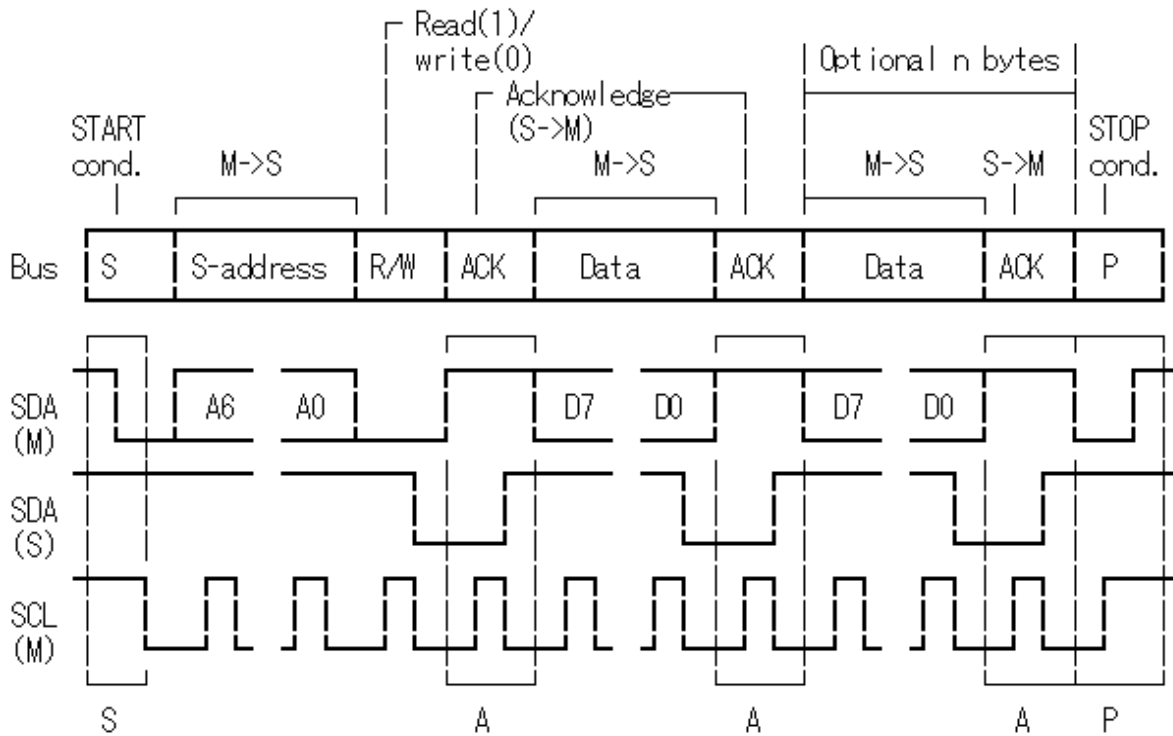 Read(1)/
write(0)
Optional n bytes
Acknowledge
(S->M)
START
cond.
M->S
M->S
M->S
S->M
STOP
cond.
Bus S S-address R/W ACK Data ACK Data ACK P
SDA
(M)
A6 A0 D7 D0 D7 D0
SDA
(S)
SCL
(M)
S A A A P